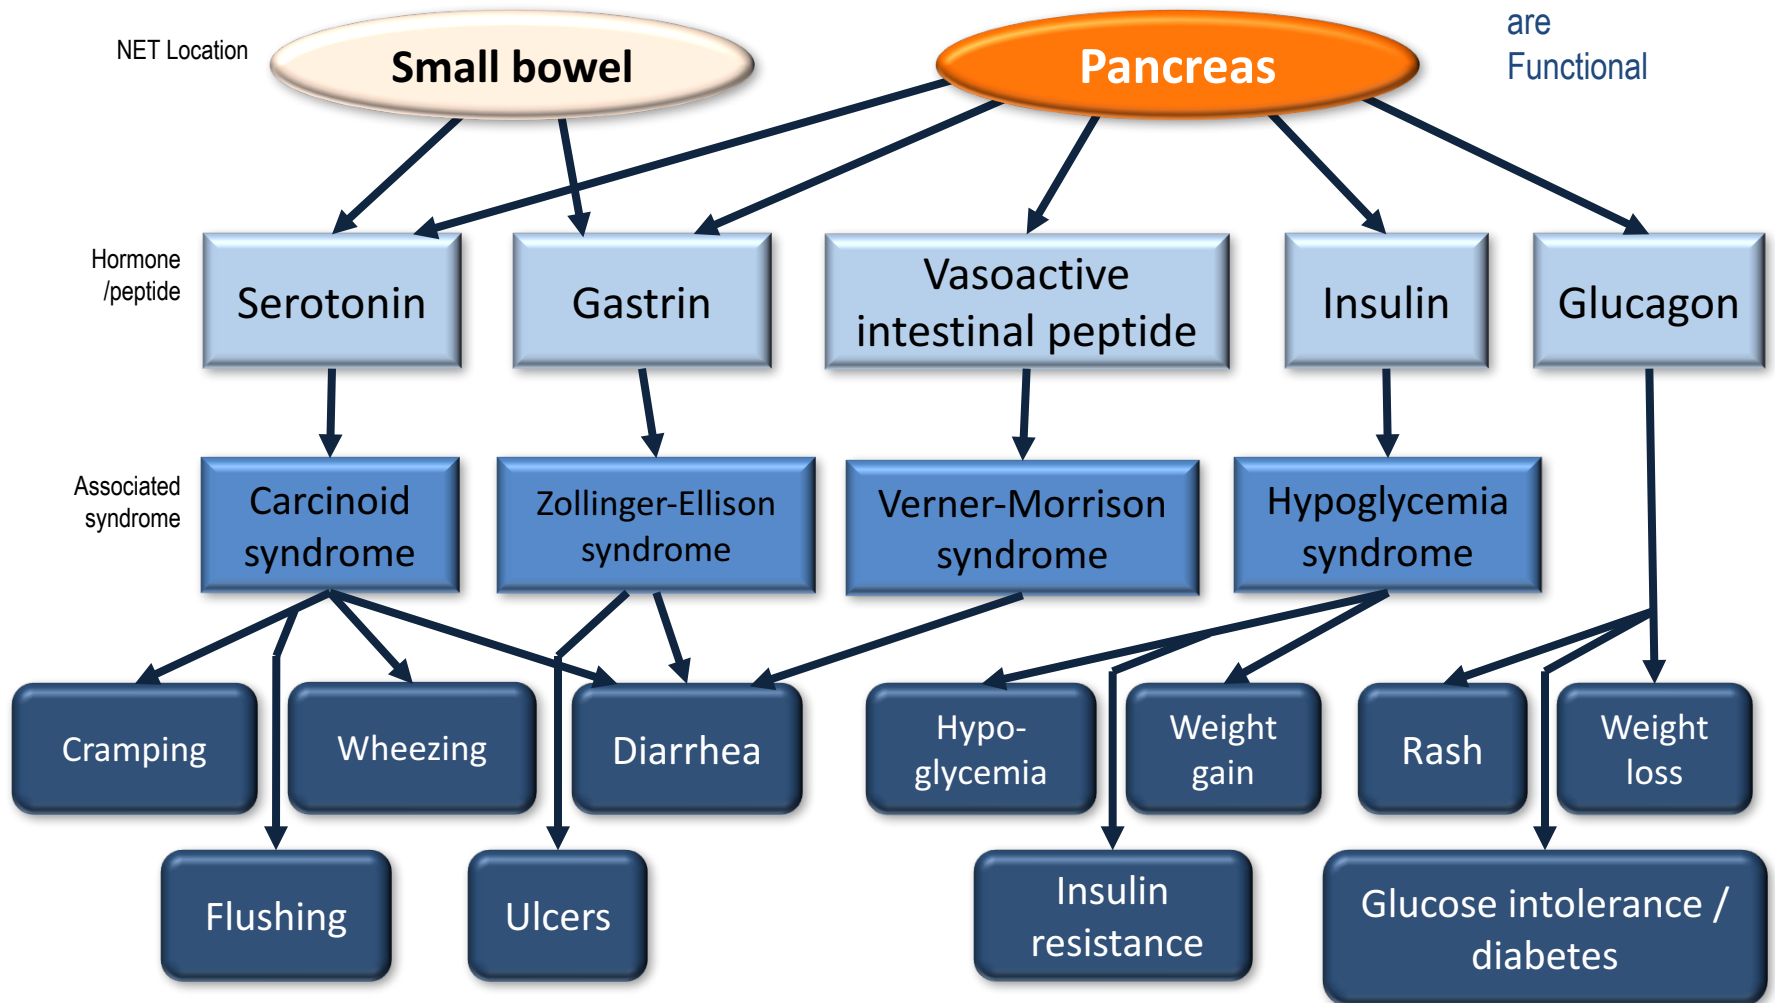 NET Location
Small bowel
Pancreas
are
Functional
Hormone
/peptide
Serotonin
Gastrin
Vasoactive
intestinal peptide
Insulin
Glucagon
Associated
syndrome
Carcinoid
syndrome
Zollinger-Ellison
syndrome
Verner-Morrison
syndrome
Hypoglycemia
syndrome
Cramping
Wheezing
Diarrhea
Hypo-
glycemia
Weight
gain
Rash
Weight
loss
Flushing
Ulcers
Insulin
resistance
Glucose intolerance /
diabetes